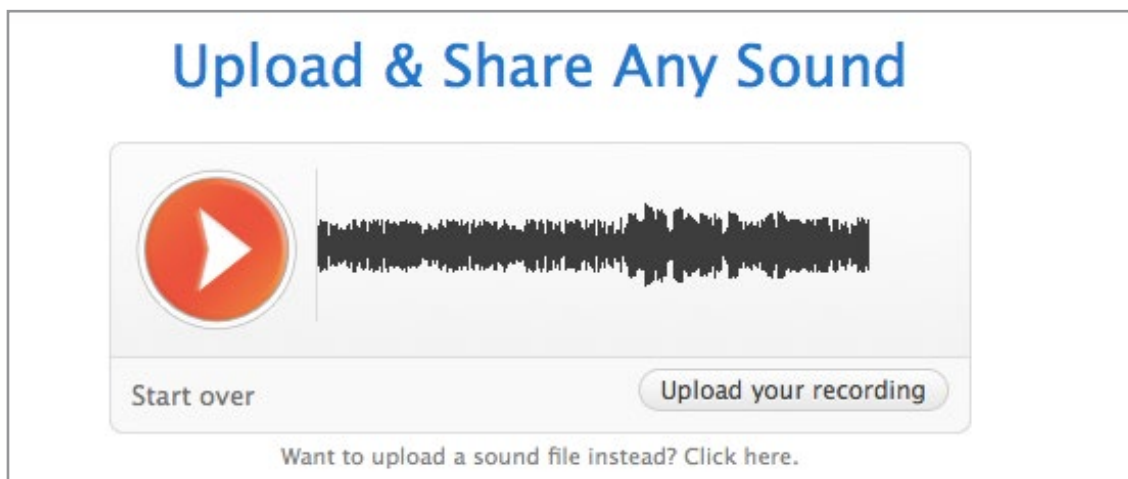 Upload & Share Any Sound
Start over
Upload your recording
Want to upload a sound file instead? Click here.